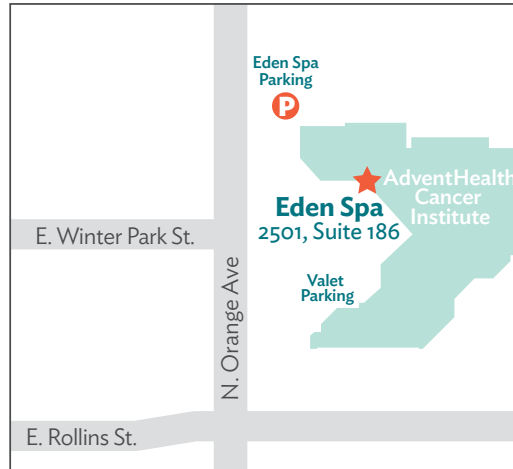 Eden Spa
Parking
P
AdventHealth
Cancer
Institute
Eden Spa
2501, Suite 186
E. Winter Park St.
Valet
Parking
N. Orange Ave
E. Rollins St.